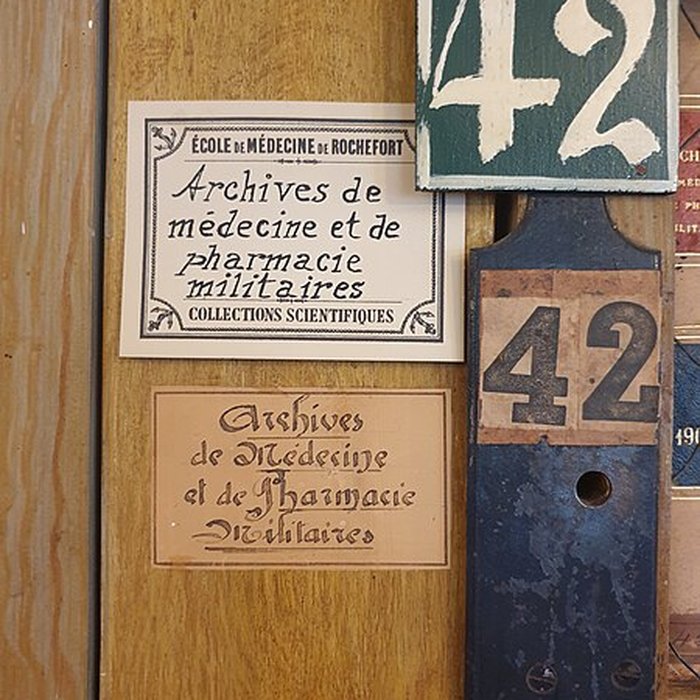 42
ÉCOLE DE MÉDECINE DE ROCHEFORT
Archives de
médecine et de
pharmacie
militaires
COLLECTIONS SCIENTIFIQUES
42
Archives
de Médecine
et de Pharmacie
Militaires